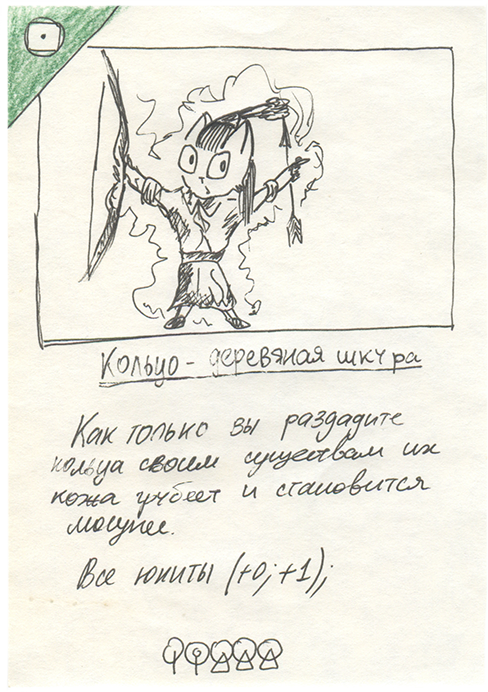 Кольцо - деревяная шкура
Как только вы раздадите
кольца своим существам их
кожа грубеет и становится
мощнее.
Все юниты (+0; +1);